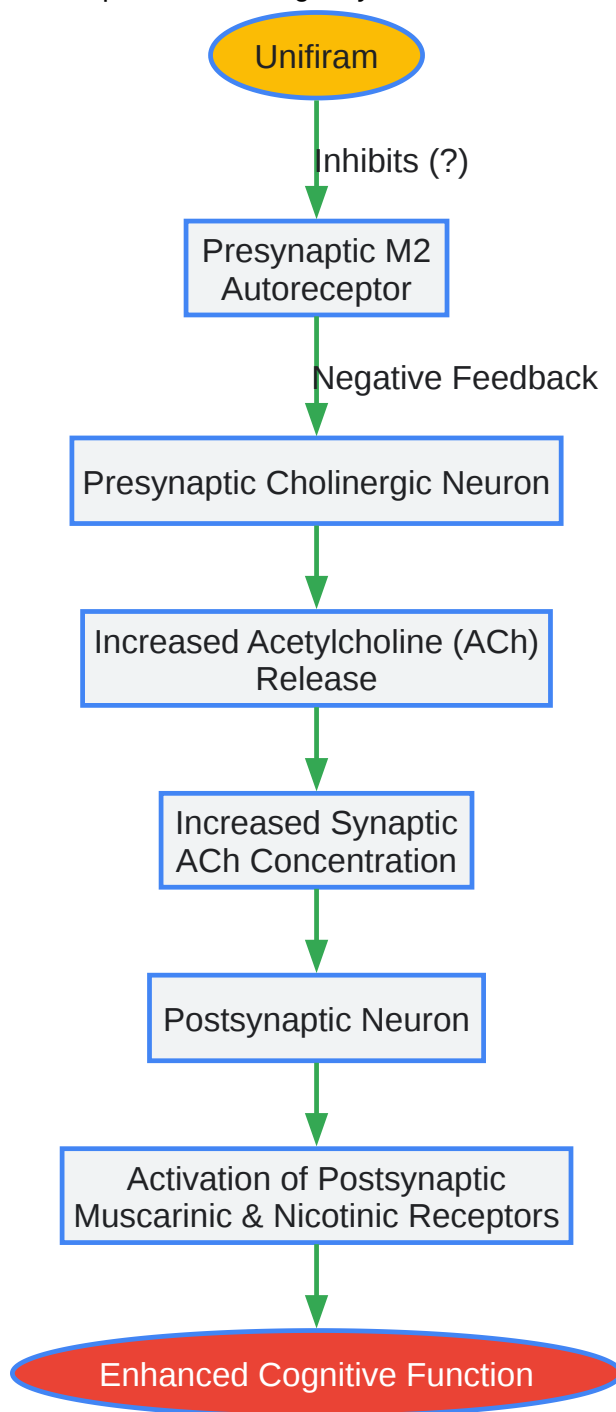 Unifiram
Inhibits (?)
Presynaptic M2
Autoreceptor
Negative Feedback
Presynaptic Cholinergic Neuron
Increased Acetylcholine (ACh)
Release
Increased Synaptic
ACh Concentration
Postsynaptic Neuron
Activation of Postsynaptic
Muscarinic & Nicotinic Receptors
Enhanced Cognitive Function